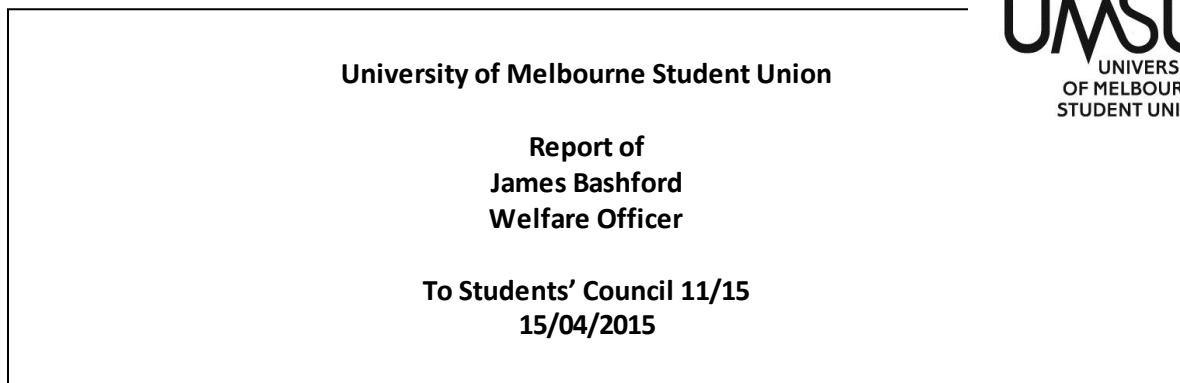 University of Melbourne Student Union
Report of
James Bashford
Welfare Officer
To Students’ Council 11/15
15/04/2015
OF MELBOUR
STUDENT UNI